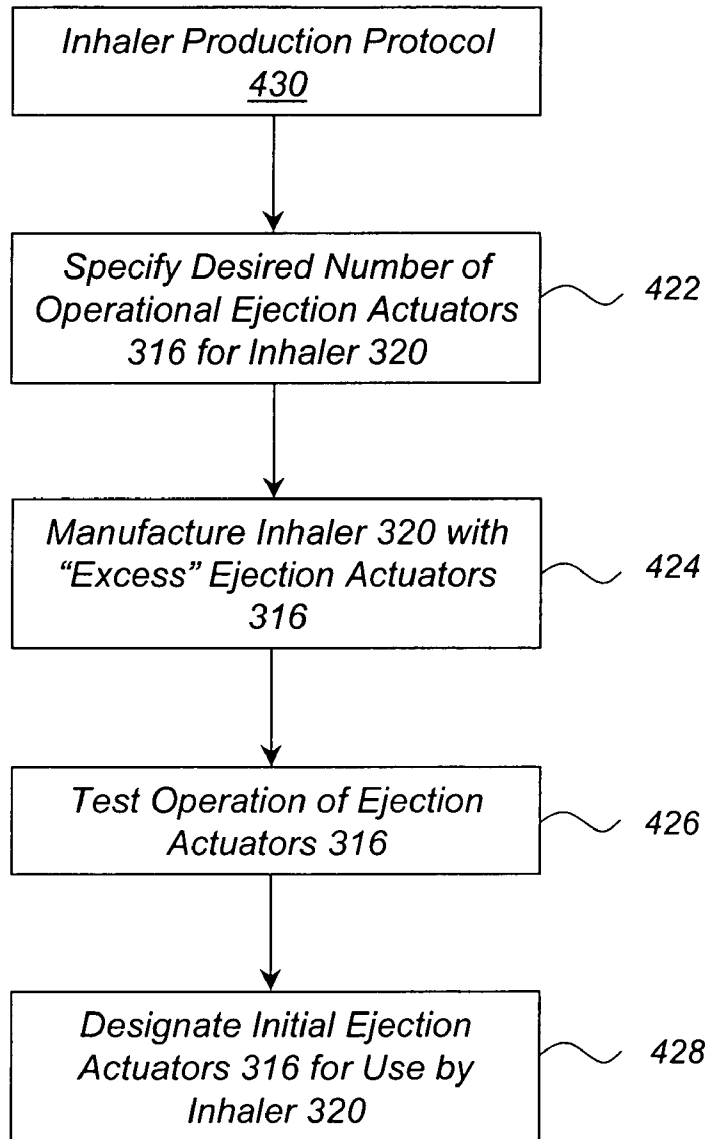 Inhaler Production Protocol
430
Specify Desired Number of
Operational Ejection Actuators
316 for Inhaler 320
422
Manufacture Inhaler 320 with
“Excess” Ejection Actuators
316
424
Test Operation of Ejection
Actuators 316
426
Designate Initial Ejection
Actuators 316 for Use by
Inhaler 320
428